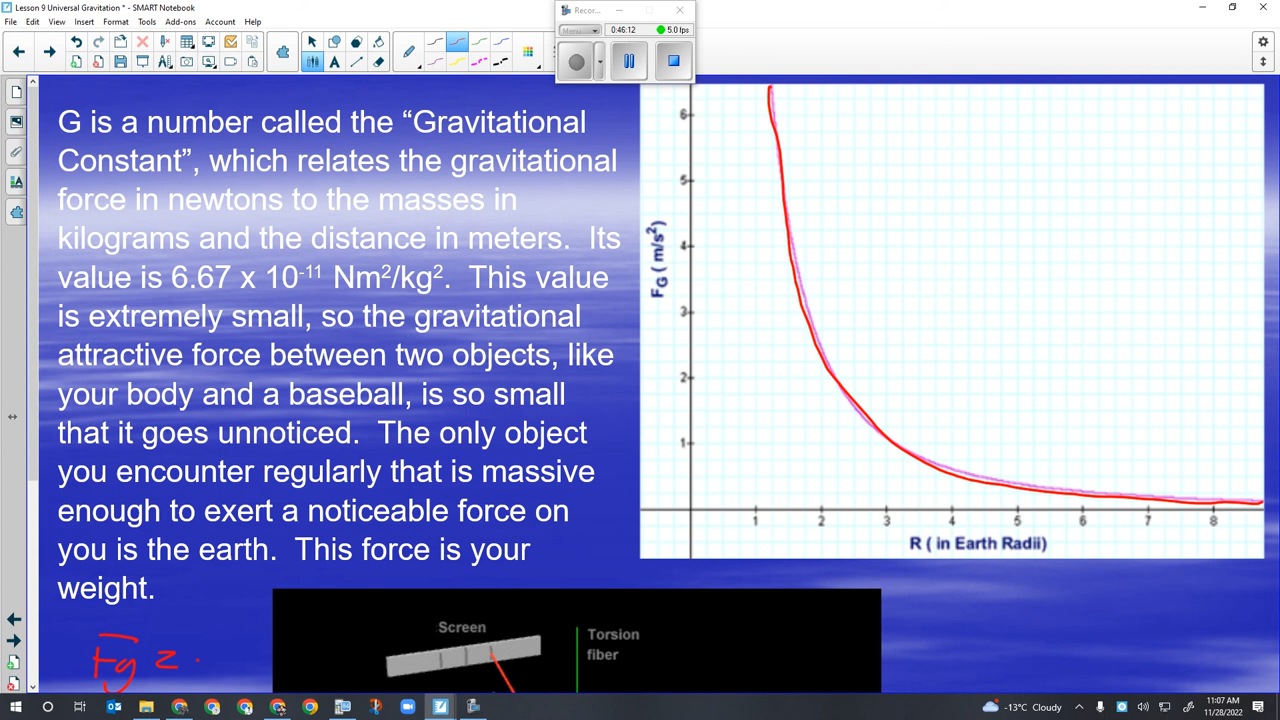 Lesson 9 Universal Gravitation * - SMART Notebook
File Edit View Insert Format Tools Add-ons Account Help
Recor...
Menu 0:46:12 5.0 fps
G is a number called the “Gravitational
Constant”, which relates the gravitational
force in newtons to the masses in
kilograms and the distance in meters. Its
value is 6.67 x 10⁻¹¹ Nm²/kg². This value
is extremely small, so the gravitational
attractive force between two objects, like
your body and a baseball, is so small
that it goes unnoticed. The only object
you encounter regularly that is massive
enough to exert a noticeable force on
you is the earth. This force is your
weight.
6
5
4
3
2
1
FG ( m/s²)
1 2 3 4 5 6 7 8
R ( in Earth Radii)
Fg =
Screen
Torsion
fiber
-13°C Cloudy
11:07 AM
11/28/2022